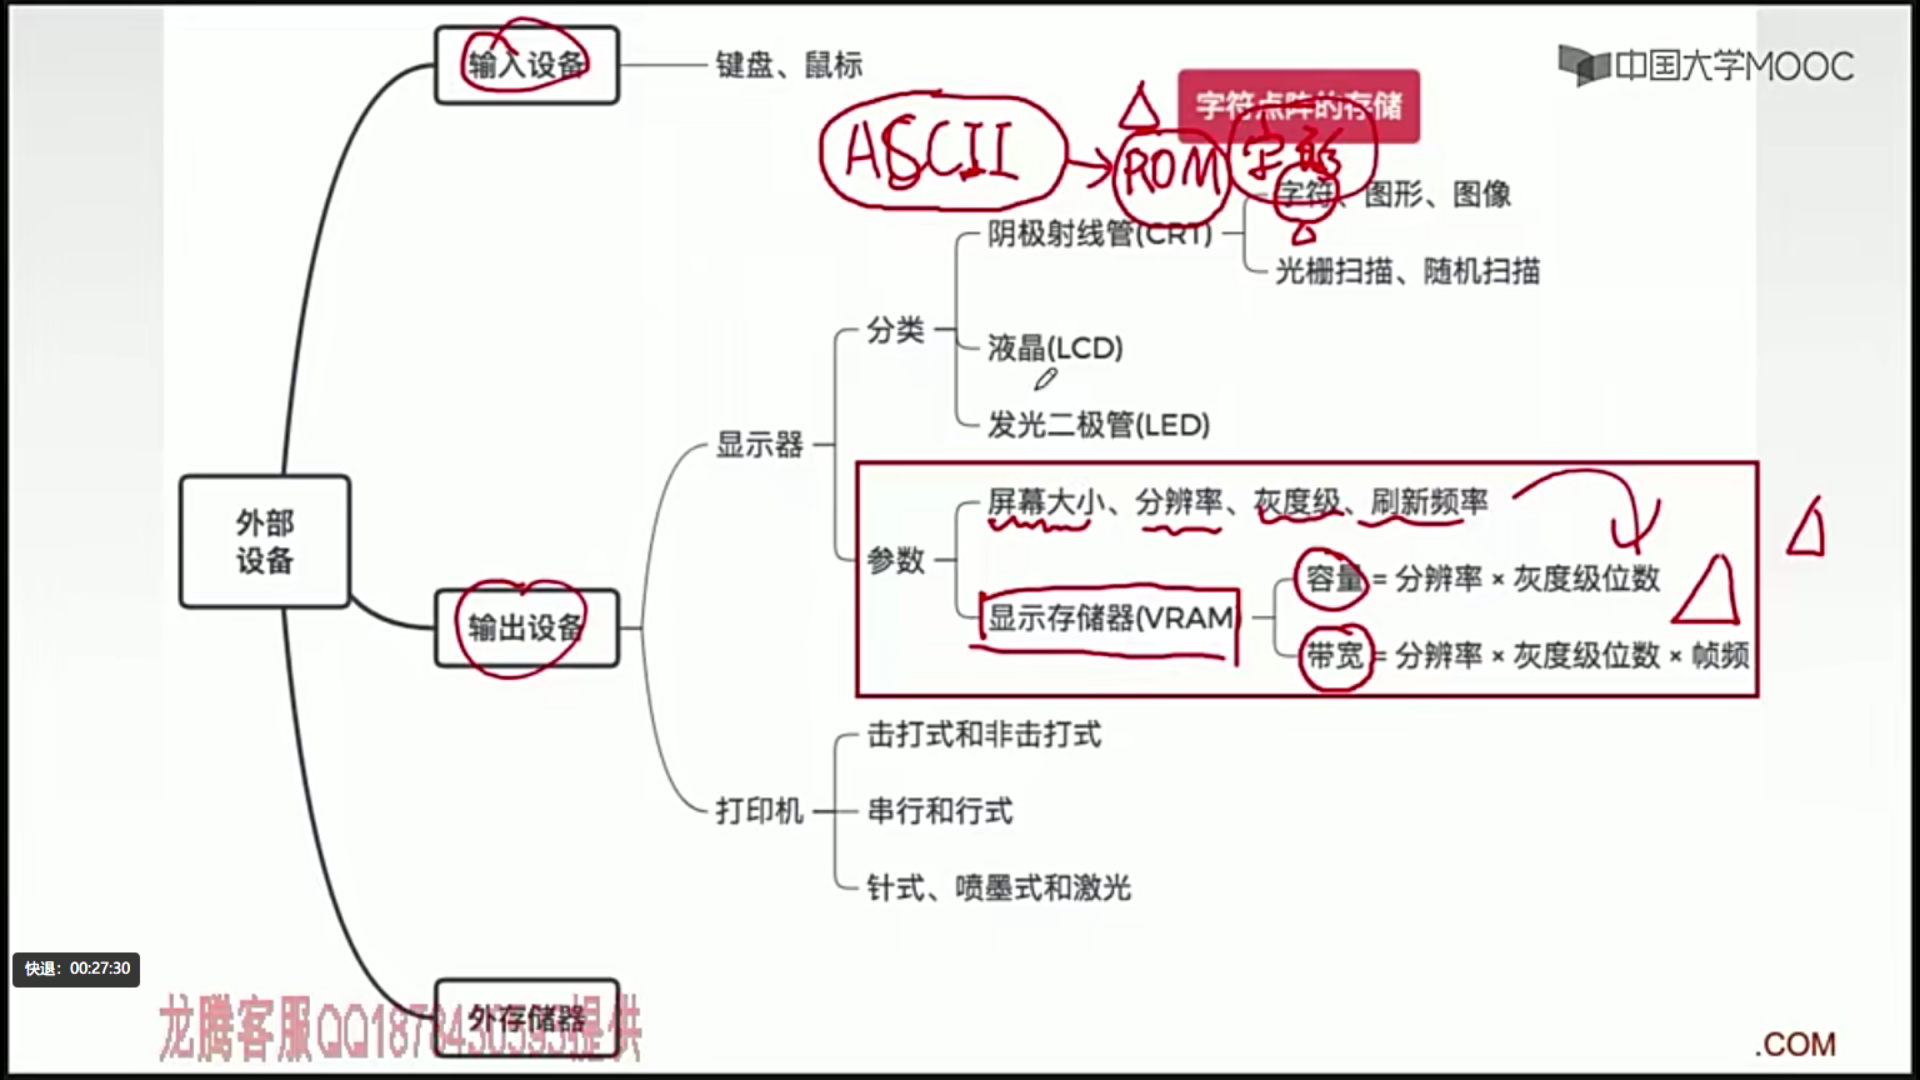 输入设备
键盘、鼠标
中国大学MOOC
字符点阵的存储
ASCII
ROM
字形
字符、图形、图像
阴极射线管(CRT)
光栅扫描、随机扫描
分类
液晶(LCD)
发光二极管(LED)
显示器
外部
设备
屏幕大小、分辨率、灰度级、刷新频率
参数
容量 = 分辨率 × 灰度级位数
显示存储器(VRAM)
带宽 = 分辨率 × 灰度级位数 × 帧频
输出设备
击打式和非击打式
打印机
串行和行式
针式、喷墨式和激光
快退：00:27:30
外存储器
龙腾客服QQ1878430593提供
.COM